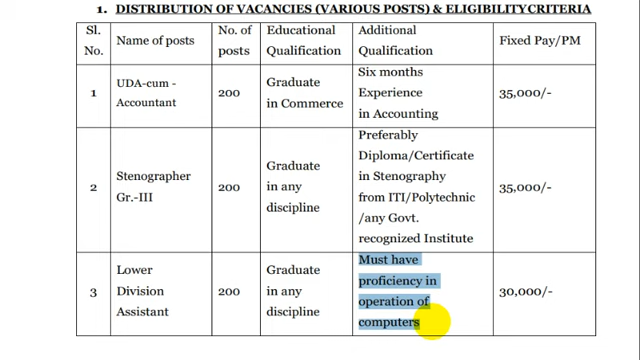 1. DISTRIBUTION OF VACANCIES (VARIOUS POSTS) & ELIGIBILITYCRITERIA
Sl. No. Name of posts No. of posts Educational Qualification Additional Qualification Fixed Pay/PM
1 UDA-cum - Accountant 200 Graduate in Commerce Six months Experience in Accounting 35,000/-
2 Stenographer Gr.-III 200 Graduate in any discipline Preferably Diploma/Certificate in Stenography from ITI/Polytechnic /any Govt. recognized Institute 35,000/-
3 Lower Division Assistant 200 Graduate in any discipline Must have proficiency in operation of computers 30,000/-